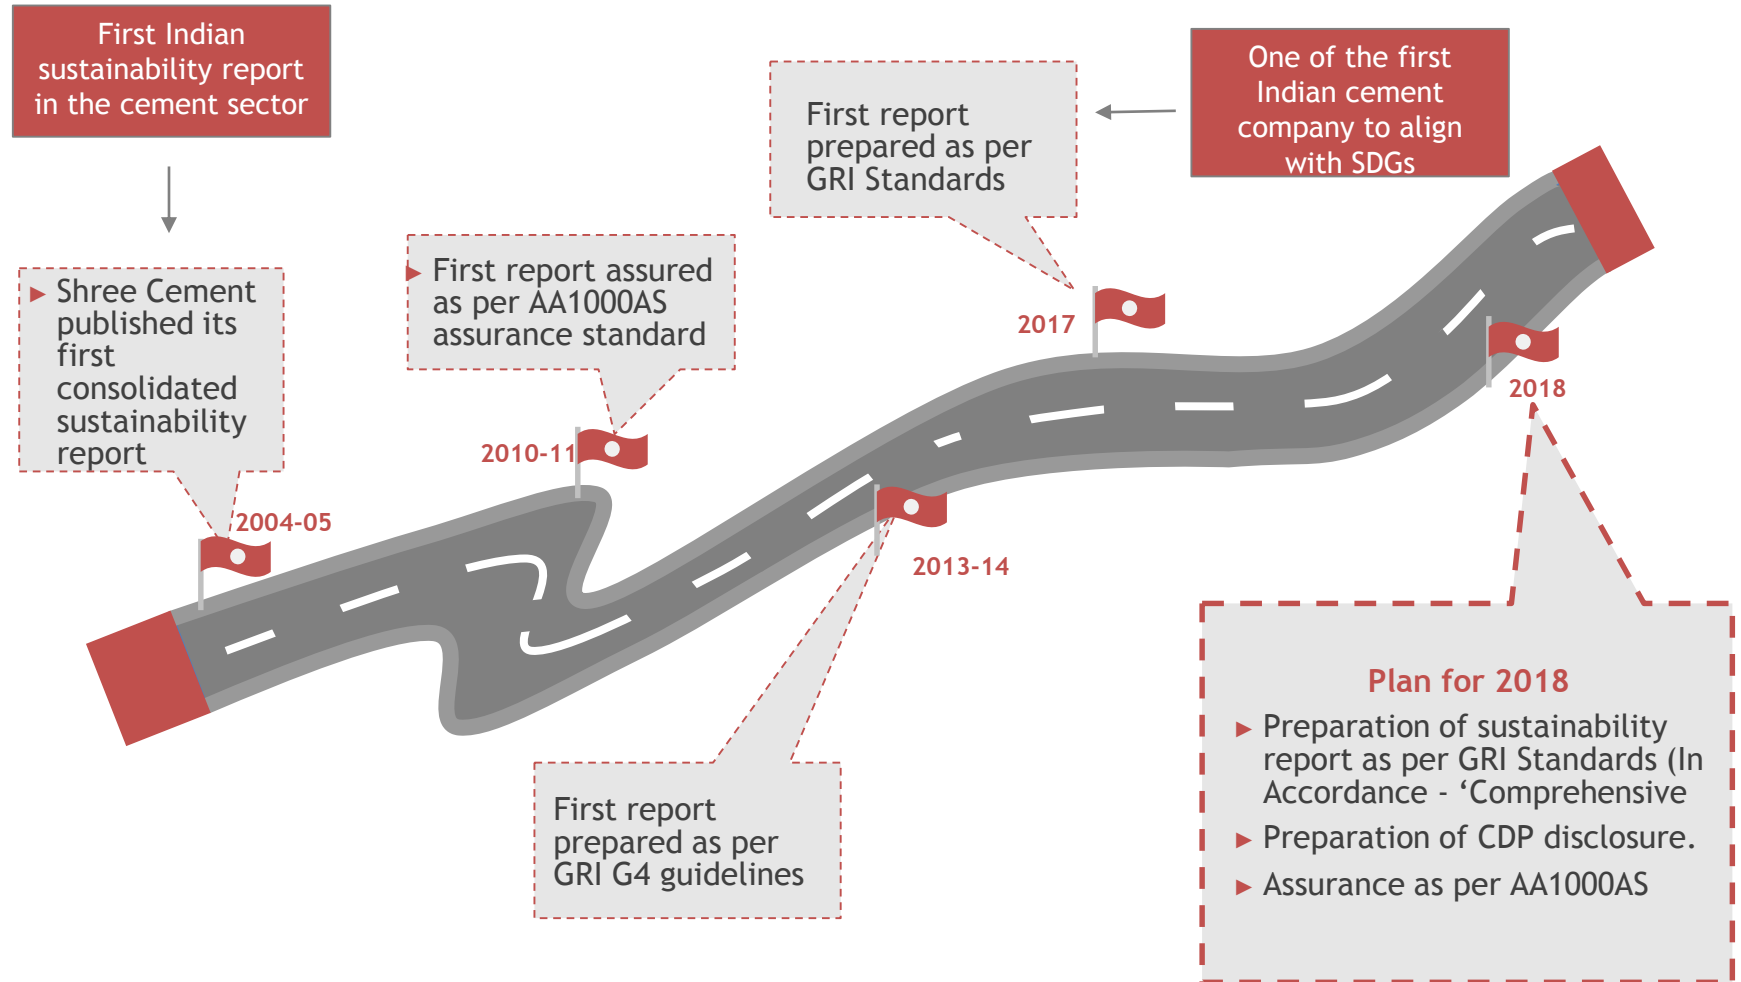 First Indian
sustainability report
in the cement sector
► Shree Cement
published its
first
consolidated
sustainability
report
2004-05
► First report assured
as per AA1000AS
assurance standard
2010-11
First report
prepared as per
GRI G4 guidelines
2013-14
One of the first
Indian cement
company to align
with SDGs
First report
prepared as per
GRI Standards
2017
2018
Plan for 2018
► Preparation of sustainability
report as per GRI Standards (In
Accordance - ‘Comprehensive
► Preparation of CDP disclosure.
► Assurance as per AA1000AS